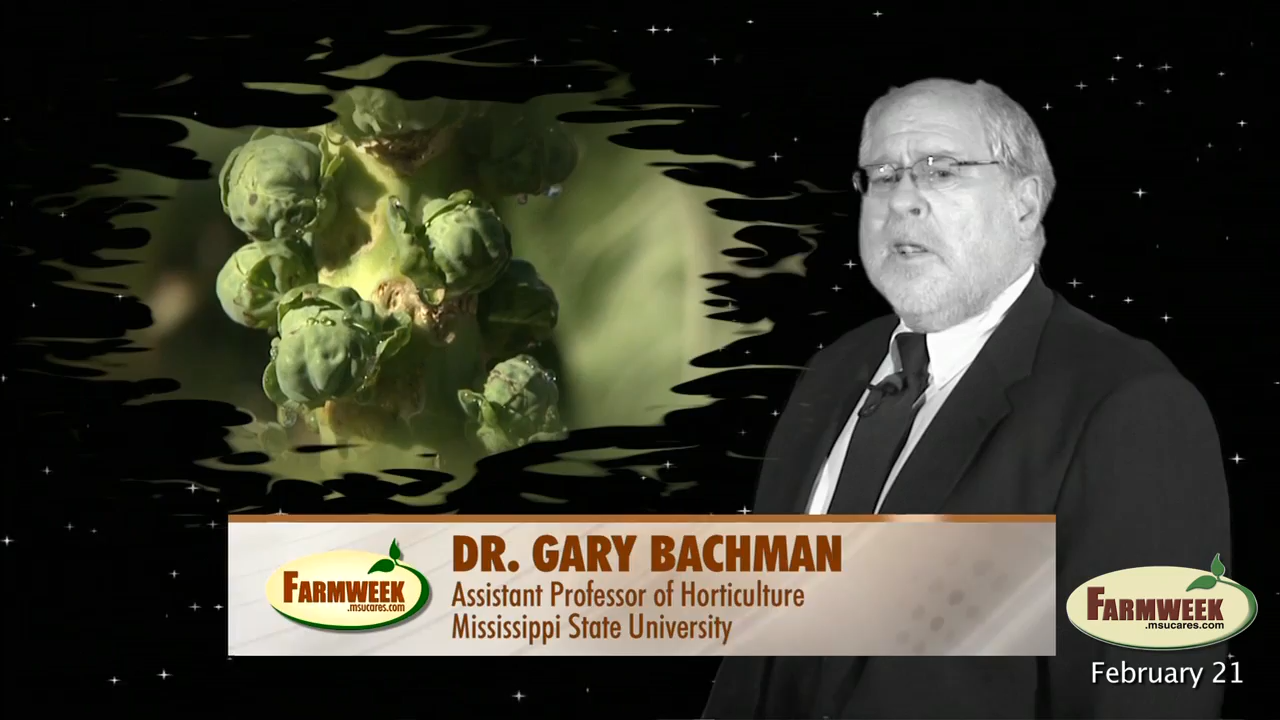 FARMWEEK
.msucares.com
DR. GARY BACHMAN
Assistant Professor of Horticulture
Mississippi State University
FARMWEEK
.msucares.com
February 21